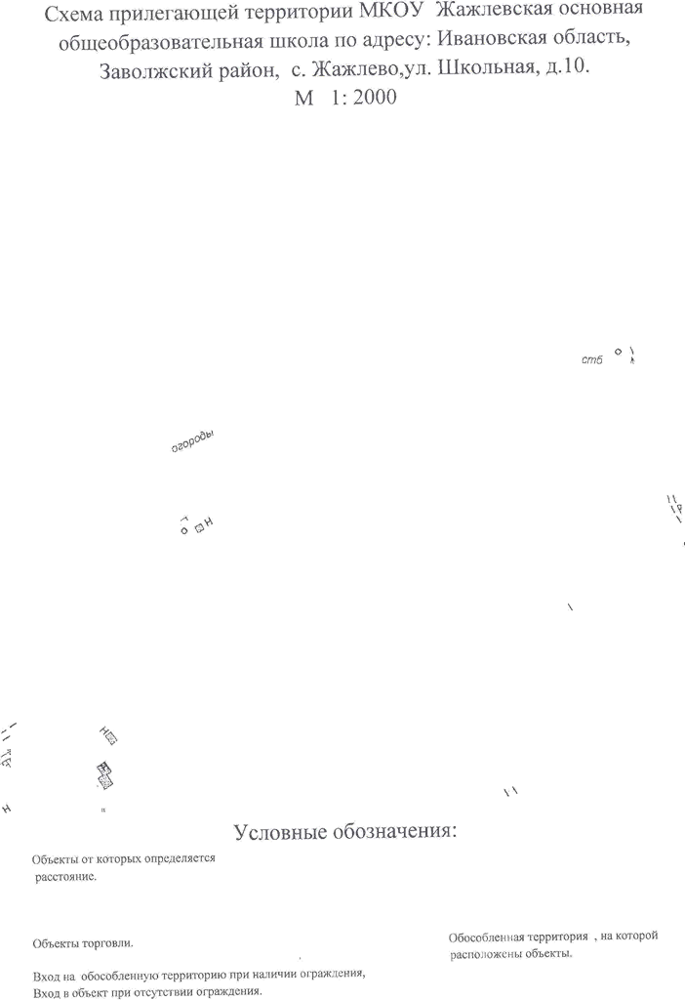 Схема прилегающей территории МКОУ Жажлевская основная
общеобразовательная школа по адресу: Ивановская область,
Заволжский район, с. Жажлево,ул. Школьная, д.10.
М 1: 2000
стб
огороды
Н
Н
Н
Условные обозначения:
Объекты от которых определяется
расстояние.
Объекты торговли.
Обособленная территория , на которой
расположены объекты.
Вход на обособленную территорию при наличии ограждения,
Вход в объект при отсутствии ограждения.